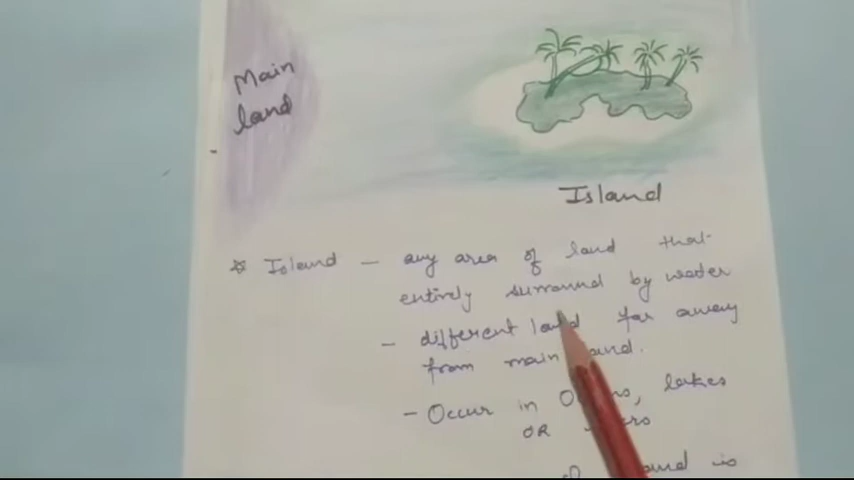 Main
land
Island
☆ Island - any area of land that
entirely surround by water
- different land far away
from main land.
- Occur in
lakes
OR
is